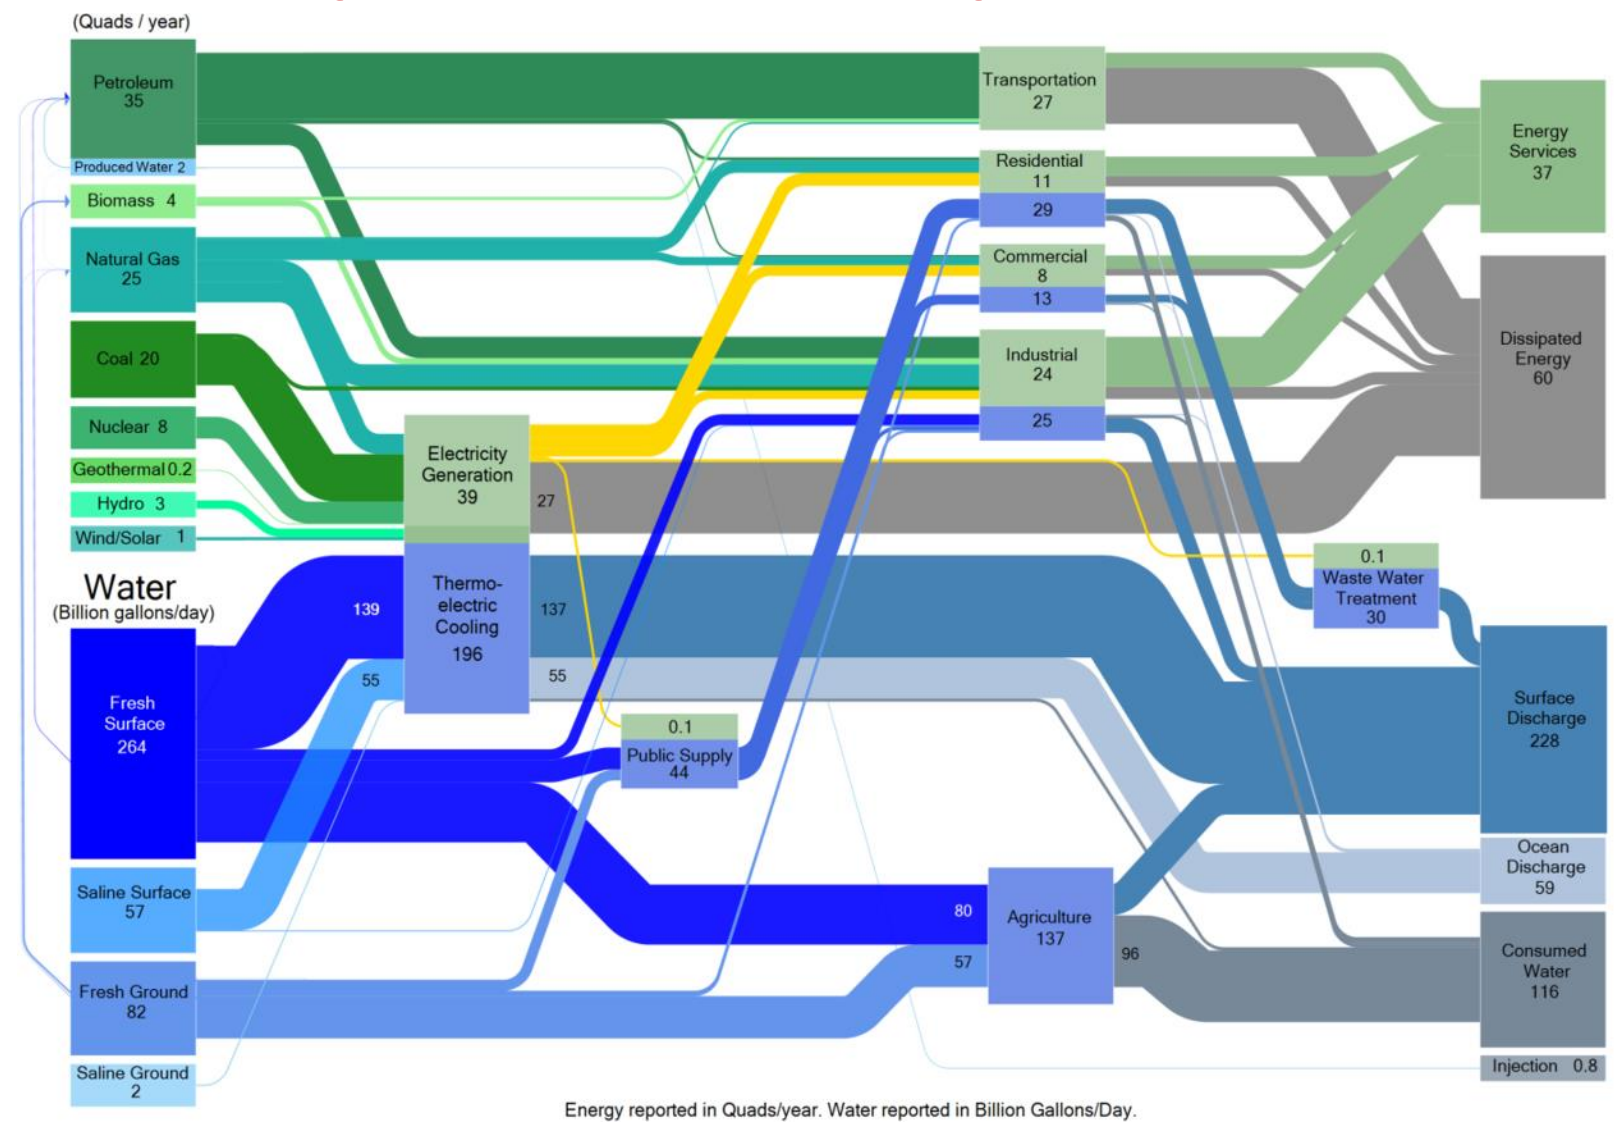 (Quads / year)
Petroleum
35
Produced Water 2
Biomass 4
Natural Gas
25
Coal 20
Nuclear 8
Geothermal 0.2
Hydro 3
Wind/Solar 1
Water
(Billion gallons/day)
Fresh
Surface
264
Saline Surface
57
Fresh Ground
82
Saline Ground
2
139
55
Electricity
Generation
39
27
Thermo-
electric
Cooling
196
137
55
0.1
Public Supply
44
Transportation
27
Residential
11
29
Commercial
8
13
Industrial
24
25
80
57
Agriculture
137
96
0.1
Waste Water
Treatment
30
Energy
Services
37
Dissipated
Energy
60
Surface
Discharge
228
Ocean
Discharge
59
Consumed
Water
116
Injection 0.8
Energy reported in Quads/year. Water reported in Billion Gallons/Day.